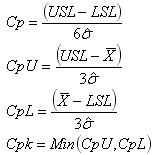 Cp = (USL − LSL) / 6σ̂
CpU = (USL − X̄) / 3σ̂
CpL = (X̄ − LSL) / 3σ̂
Cpk = Min(CpU, CpL)